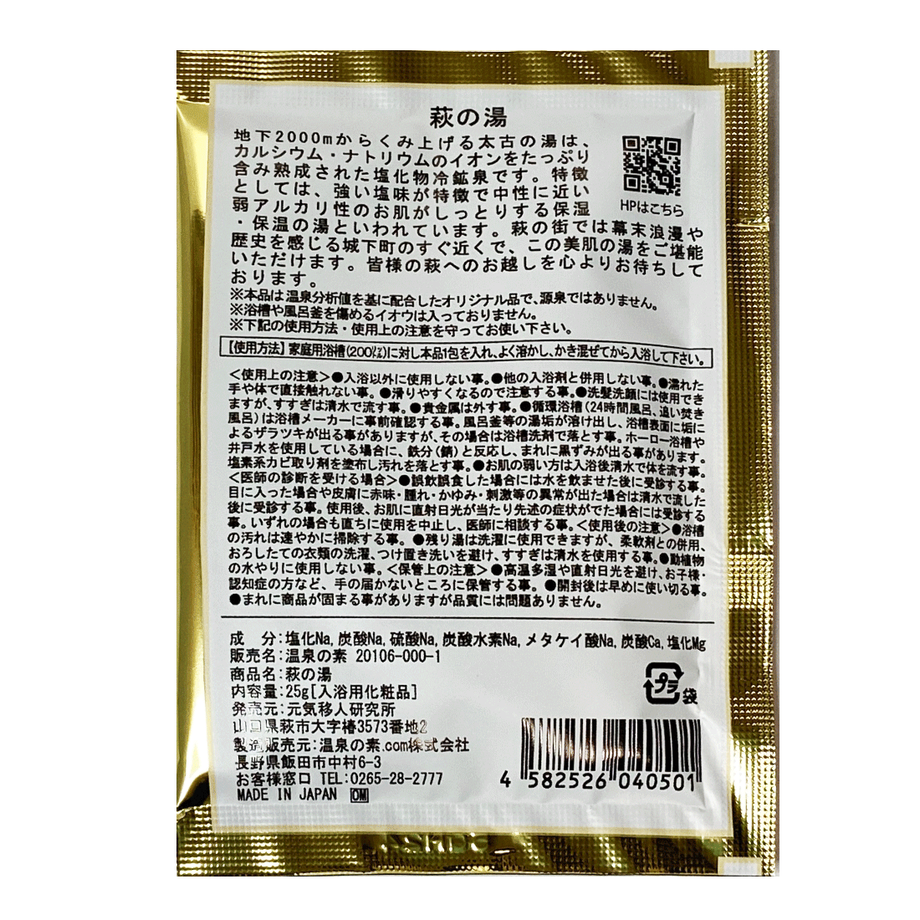 萩の湯
地下2000mからくみ上げる太古の湯は、
カルシウム・ナトリウムのイオンをたっぷり
含み熟成された塩化物冷鉱泉です。特徴
としては、強い塩味が特徴で中性に近い
弱アルカリ性のお肌がしっとりする保湿
・保温の湯といわれています。萩の街では幕末浪漫や
歴史を感じる城下町のすぐ近くで、この美肌の湯をご堪能
いただけます。皆様の萩へのお越しを心よりお待ちして
おります。
HPはこちら
※本品は温泉分析値を基に配合したオリジナル品で、源泉ではありません。
※浴槽や風呂釜を傷めるイオウは入っておりません。
※下記の使用方法・使用上の注意を守ってお使い下さい。
【使用方法】家庭用浴槽(200㍑)に対し本品1包を入れ、よく溶かし、かき混ぜてから入浴して下さい。
<使用上の注意>●入浴以外に使用しない事。●他の入浴剤と併用しない事。●濡れた
手や体で直接触れない事。●滑りやすくなるので注意する事。●洗髪洗顔には使用でき
ますが、すすぎは清水で流す事。●貴金属は外す事。●循環浴槽(24時間風呂、追い焚き
風呂)は浴槽メーカーに事前確認する事。風呂釜等の湯垢が溶け出し、浴槽表面に垢に
よるザラツキが出る事がありますが、その場合は浴槽洗剤で落とす事。ホーロー浴槽や
井戸水を使用している場合に、鉄分(錆)と反応し、まれに黒ずみが出る事があります。
塩素系カビ取り剤を塗布し汚れを落とす事。●お肌の弱い方は入浴後清水で体を流す事。
<医師の診断を受ける場合>●誤飲誤食した場合には水を飲ませた後に受診する事。
目に入った場合や皮膚に赤味・腫れ・かゆみ・刺激等の異常が出た場合は清水で流した
後に受診する事。使用後、お肌に直射日光が当たり先述の症状がでた場合には受診する
事。いずれの場合も直ちに使用を中止し、医師に相談する事。<使用後の注意>●浴槽
の汚れは速やかに掃除する事。●残り湯は洗濯に使用できますが、柔軟剤との併用、
おろしたての衣類の洗濯、つけ置き洗いを避け、すすぎは清水を使用する事。●動植物
の水やりに使用しない事。<保管上の注意>●高温多湿や直射日光を避け、お子様・
認知症の方など、手の届かないところに保管する事。●開封後は早めに使い切る事。
●まれに商品が固まる事がありますが品質には問題ありません。
成 分:塩化Na, 炭酸Na, 硫酸Na, 炭酸水素Na, メタケイ酸Na, 炭酸Ca, 塩化Mg
販売名:温泉の素 20106-000-1
商品名:萩の湯
内容量:25g[入浴用化粧品]
発売元:元気移人研究所
山口県萩市大字椿3573番地2
製造販売元:温泉の素.com株式会社
長野県飯田市中村6-3
お客様窓口 TEL:0265-28-2777
MADE IN JAPAN OM
プラ
袋
4 582526 040501